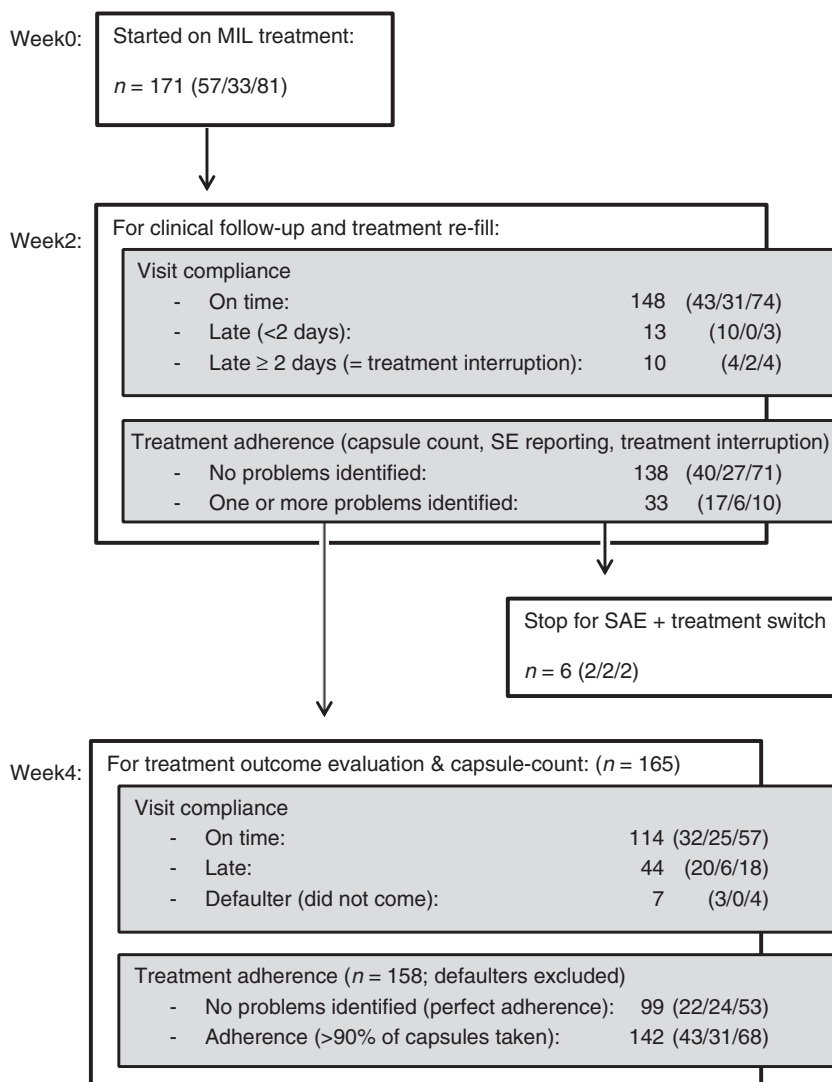 Week0:
Started on MIL treatment:
n = 171 (57/33/81)
Week2:
For clinical follow-up and treatment re-fill:
Visit compliance
- On time: 148 (43/31/74)
- Late (<2 days): 13 (10/0/3)
- Late ≥ 2 days (= treatment interruption): 10 (4/2/4)
Treatment adherence (capsule count, SE reporting, treatment interruption)
- No problems identified: 138 (40/27/71)
- One or more problems identified: 33 (17/6/10)
Stop for SAE + treatment switch
n = 6 (2/2/2)
Week4:
For treatment outcome evaluation & capsule-count: (n = 165)
Visit compliance
- On time: 114 (32/25/57)
- Late: 44 (20/6/18)
- Defaulter (did not come): 7 (3/0/4)
Treatment adherence (n = 158; defaulters excluded)
- No problems identified (perfect adherence): 99 (22/24/53)
- Adherence (>90% of capsules taken): 142 (43/31/68)